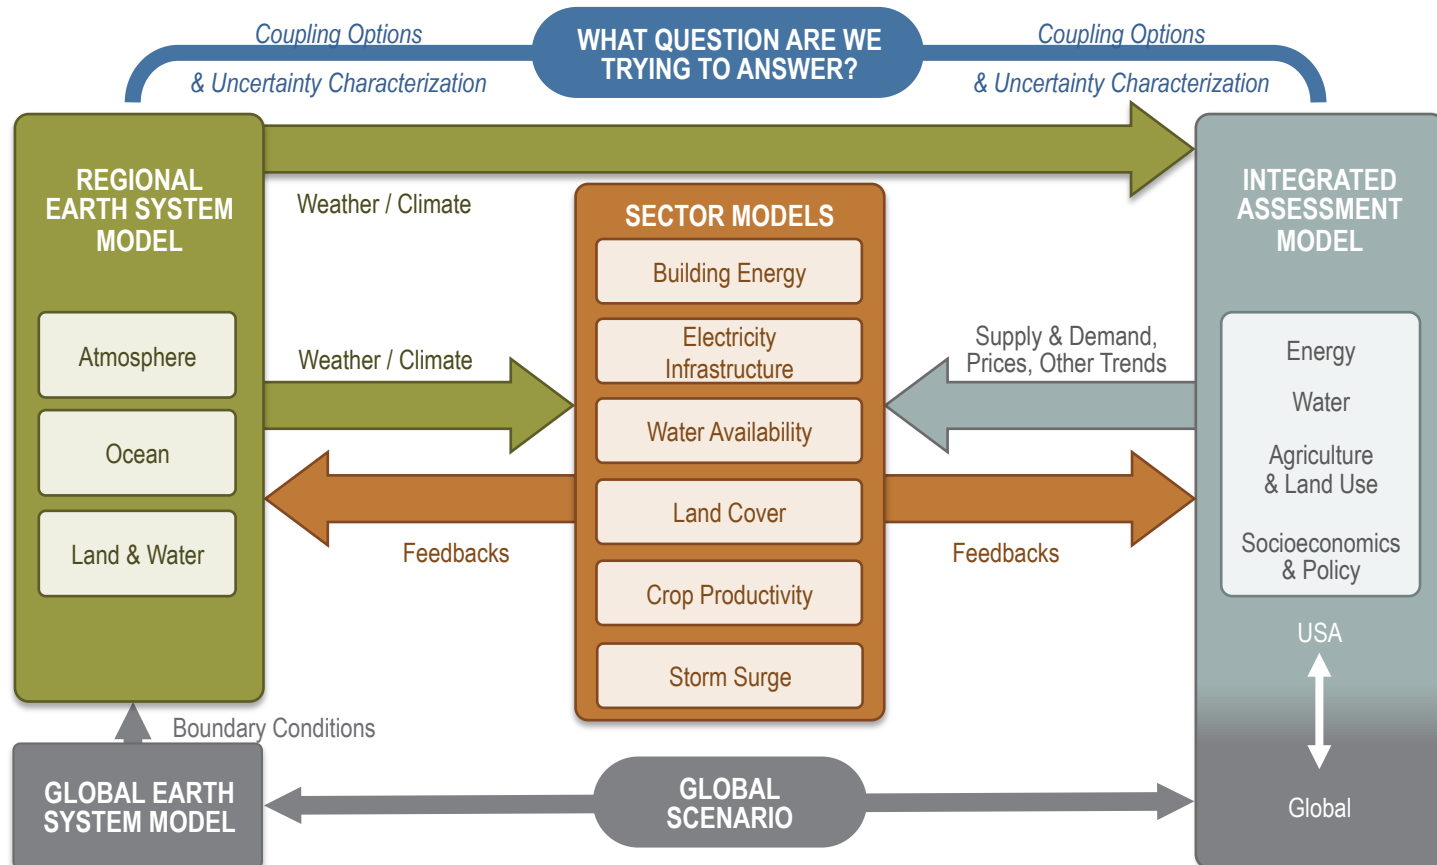 Coupling Options
& Uncertainty Characterization
WHAT QUESTION ARE WE
TRYING TO ANSWER?
Coupling Options
& Uncertainty Characterization
REGIONAL
EARTH SYSTEM
MODEL
Atmosphere
Ocean
Land & Water
Weather / Climate
Weather / Climate
Feedbacks
SECTOR MODELS
Building Energy
Electricity
Infrastructure
Water Availability
Land Cover
Crop Productivity
Storm Surge
Supply & Demand,
Prices, Other Trends
Feedbacks
INTEGRATED
ASSESSMENT
MODEL
Energy
Water
Agriculture
& Land Use
Socioeconomics
& Policy
USA
Global
Boundary Conditions
GLOBAL EARTH
SYSTEM MODEL
GLOBAL
SCENARIO